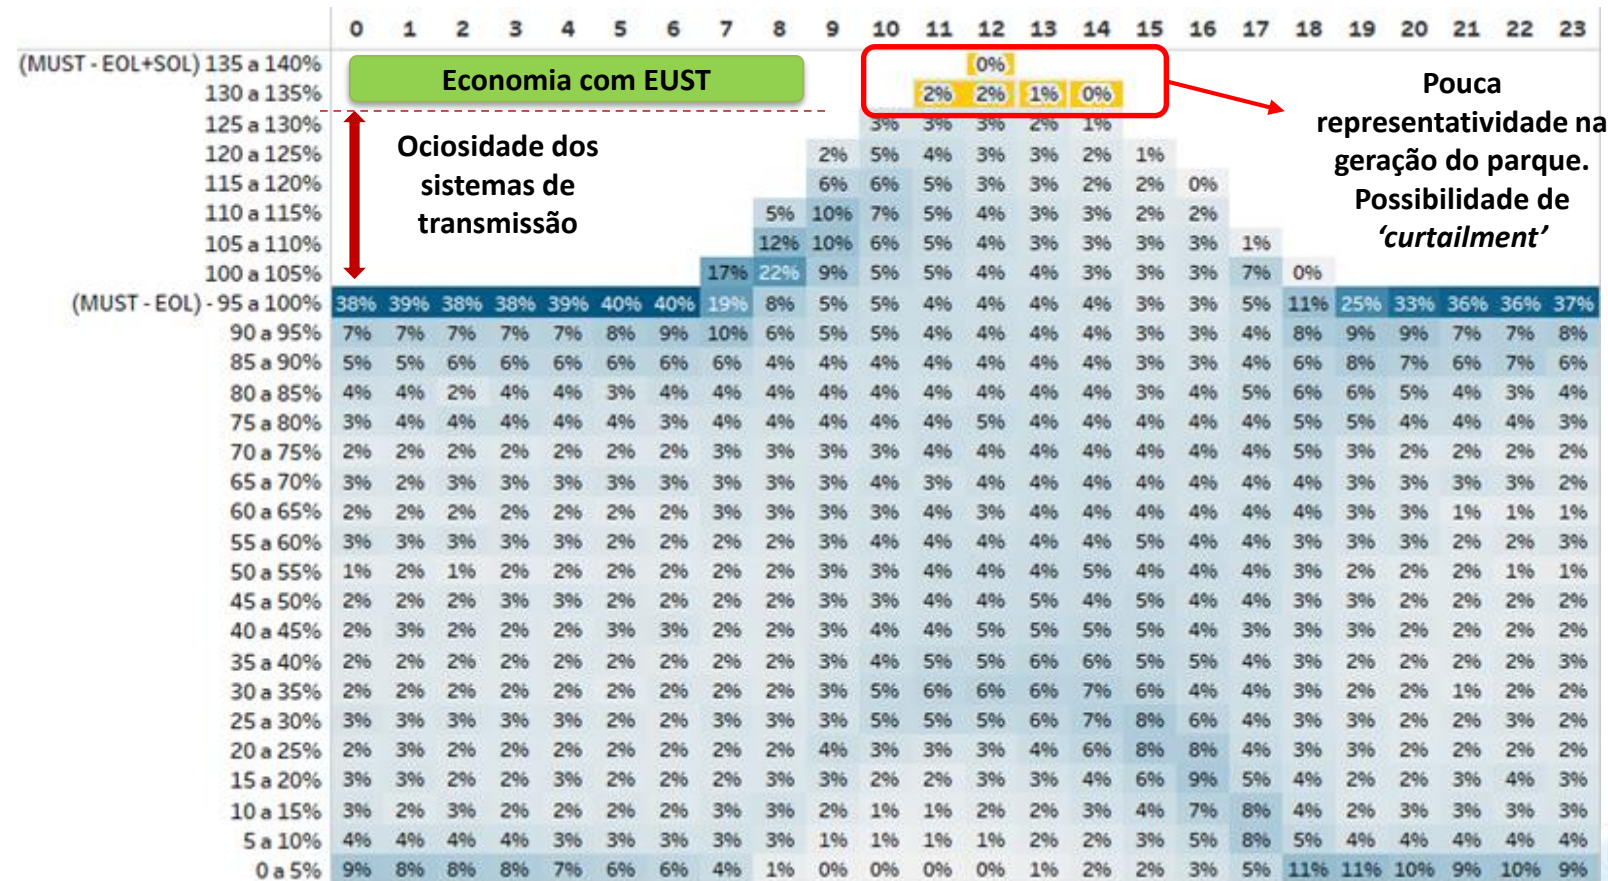 0 1 2 3 4 5 6 7 8 9 10 11 12 13 14 15 16 17 18 19 20 21 22 23
(MUST - EOL+SOL) 135 a 140% 0%
130 a 135% 2% 2% 1% 0%
125 a 130% 3% 3% 3% 2% 1%
120 a 125% 2% 5% 4% 3% 3% 2% 1%
115 a 120% 6% 6% 5% 3% 3% 2% 2% 0%
110 a 115% 5% 10% 7% 5% 4% 3% 3% 2% 2%
105 a 110% 12% 10% 6% 5% 4% 3% 3% 3% 3% 1%
100 a 105% 17% 22% 9% 5% 5% 4% 4% 3% 3% 3% 7% 0%
(MUST - EOL) - 95 a 100% 38% 39% 38% 38% 39% 40% 40% 19% 8% 5% 5% 4% 4% 4% 4% 3% 3% 5% 11% 25% 33% 36% 36% 37%
90 a 95% 7% 7% 7% 7% 7% 8% 9% 10% 6% 5% 5% 4% 4% 4% 4% 3% 3% 4% 8% 9% 9% 7% 7% 8%
85 a 90% 5% 5% 6% 6% 6% 6% 6% 6% 4% 4% 4% 4% 4% 4% 4% 3% 3% 4% 6% 8% 7% 6% 7% 6%
80 a 85% 4% 4% 2% 4% 4% 3% 4% 4% 4% 4% 4% 4% 4% 4% 4% 3% 4% 5% 6% 6% 5% 4% 3% 4%
75 a 80% 3% 4% 4% 4% 4% 4% 3% 4% 4% 4% 4% 4% 5% 4% 4% 4% 4% 4% 5% 5% 4% 4% 4% 3%
70 a 75% 2% 2% 2% 2% 2% 2% 2% 3% 3% 3% 3% 4% 4% 4% 4% 4% 4% 4% 5% 3% 2% 2% 2% 2%
65 a 70% 3% 2% 3% 3% 3% 3% 3% 3% 3% 3% 4% 3% 4% 4% 4% 4% 4% 4% 4% 3% 3% 3% 3% 2%
60 a 65% 2% 2% 2% 2% 2% 2% 2% 3% 3% 3% 3% 4% 3% 4% 4% 4% 4% 4% 4% 3% 3% 1% 1% 1%
55 a 60% 3% 3% 3% 3% 3% 2% 2% 2% 2% 3% 4% 4% 4% 4% 4% 5% 4% 4% 3% 3% 3% 2% 2% 3%
50 a 55% 1% 2% 1% 2% 2% 2% 2% 2% 2% 3% 3% 4% 4% 4% 5% 4% 4% 4% 3% 2% 2% 2% 1% 1%
45 a 50% 2% 2% 2% 3% 3% 2% 2% 2% 2% 3% 3% 4% 4% 5% 4% 5% 4% 4% 3% 3% 2% 2% 2% 2%
40 a 45% 2% 3% 2% 2% 2% 3% 3% 2% 2% 3% 4% 4% 5% 5% 5% 5% 4% 3% 3% 3% 2% 2% 2% 2%
35 a 40% 2% 2% 2% 2% 2% 2% 2% 2% 2% 3% 4% 5% 5% 6% 6% 5% 5% 4% 3% 2% 2% 2% 2% 3%
30 a 35% 2% 2% 2% 2% 2% 2% 2% 2% 2% 3% 5% 6% 6% 6% 7% 6% 4% 4% 3% 2% 2% 1% 2% 2%
25 a 30% 3% 3% 3% 3% 3% 2% 2% 3% 3% 3% 5% 5% 5% 6% 7% 8% 6% 4% 3% 3% 2% 2% 3% 2%
20 a 25% 2% 3% 2% 2% 2% 2% 2% 2% 2% 4% 3% 3% 3% 4% 6% 8% 8% 4% 3% 3% 2% 2% 2% 2%
15 a 20% 3% 3% 2% 2% 3% 2% 2% 2% 3% 3% 2% 2% 3% 3% 4% 6% 9% 5% 4% 2% 2% 3% 4% 3%
10 a 15% 3% 2% 3% 2% 2% 2% 2% 3% 3% 2% 1% 1% 2% 2% 3% 4% 7% 8% 4% 2% 3% 3% 3% 3%
5 a 10% 4% 4% 4% 4% 3% 3% 3% 3% 3% 1% 1% 1% 1% 2% 2% 3% 5% 8% 5% 4% 4% 4% 4% 4%
0 a 5% 9% 8% 8% 8% 7% 6% 6% 4% 1% 0% 0% 0% 0% 1% 2% 2% 3% 5% 11% 11% 10% 9% 10% 9%
Economia com EUST
Ociosidade dos
sistemas de
transmissão
Pouca
representatividade na
geração do parque.
Possibilidade de
‘curtailment’